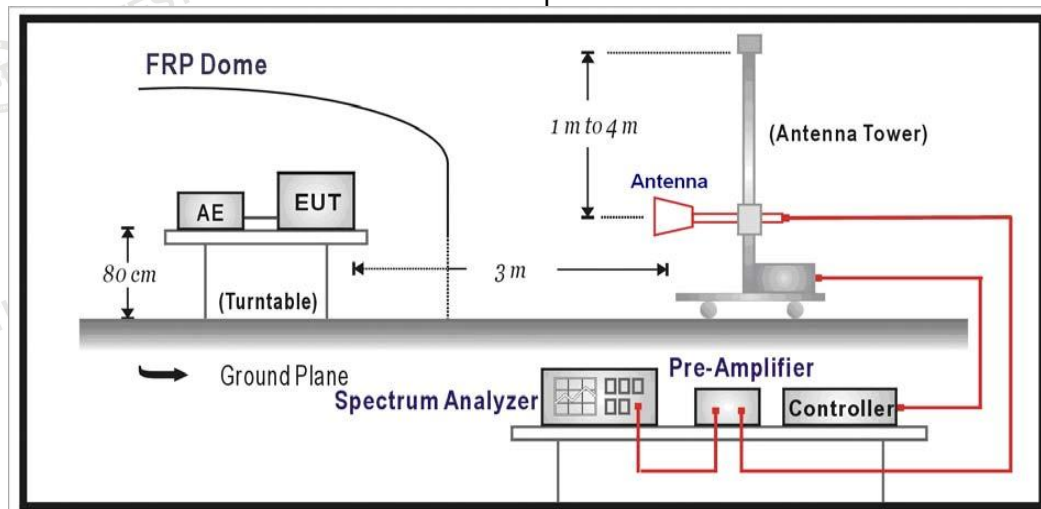 FRP Dome
1 m to 4 m
(Antenna Tower)
Antenna
AE
EUT
80 cm
3 m
(Turntable)
Ground Plane
Pre-Amplifier
Spectrum Analyzer
Controller